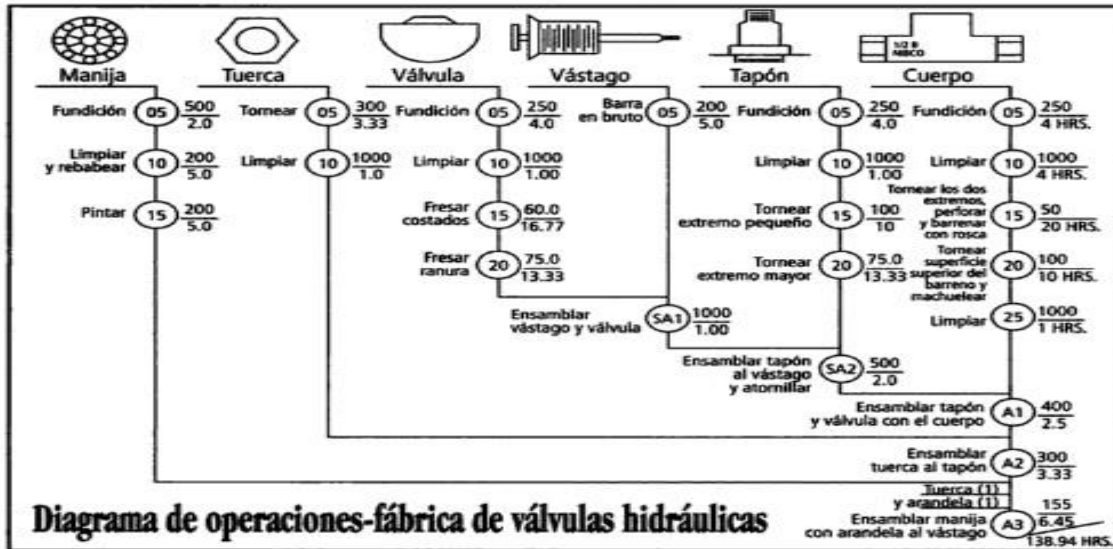 Manija
Fundición 05 500
2.0
Limpiar
y rebabear 10 200
5.0
Pintar 15 200
5.0
Tuerca
Tornear 05 300
3.33
Limpiar 10 1000
1.0
Válvula
Fundición 05 250
4.0
Limpiar 10 1000
1.00
Fresar
costados 15 60.0
16.77
Fresar
ranura 20 75.0
13.33
Vástago
Barra
en bruto 05 200
5.0
Ensamblar
vástago y válvula SA1 1000
1.00
Tapón
Fundición 05 250
4.0
Limpiar 10 1000
1.00
Tornear
extremo pequeño 15 100
10
Tornear
extremo mayor 20 75.0
13.33
Ensamblar tapón
al vástago
y atornillar SA2 500
2.0
1/2 B
NIBCO
Cuerpo
Fundición 05 250
4 HRS.
Limpiar 10 1000
4 HRS.
Tornear los dos
extremos,
perforar
y barrenar
con rosca 15 50
20 HRS.
Tornear
superficie
superior del
barreno y
machuelear 20 100
10 HRS.
Limpiar 25 1000
1 HRS.
Ensamblar tapón
y válvula con el cuerpo A1 400
2.5
Ensamblar
tuerca al tapón A2 300
3.33
Tuerca (1)
y arandela (1)
Ensamblar manija
con arandela al vástago A3 155
6.45
138.94 HRS.
Diagrama de operaciones-fábrica de válvulas hidráulicas